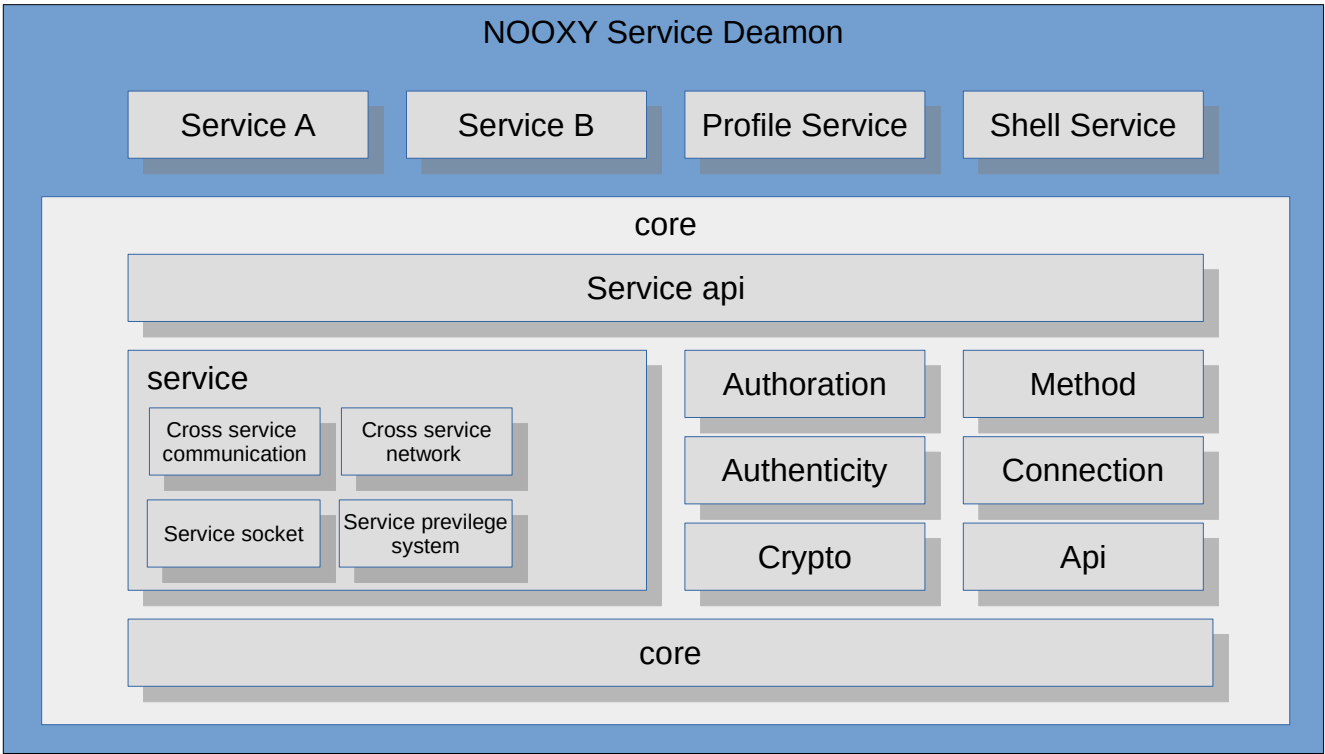 NOOXY Service Deamon
Service A
Service B
Profile Service
Shell Service
core
Service api
service
Cross service
communication
Cross service
network
Service socket
Service previlege
system
Authoration
Method
Authenticity
Connection
Crypto
Api
core